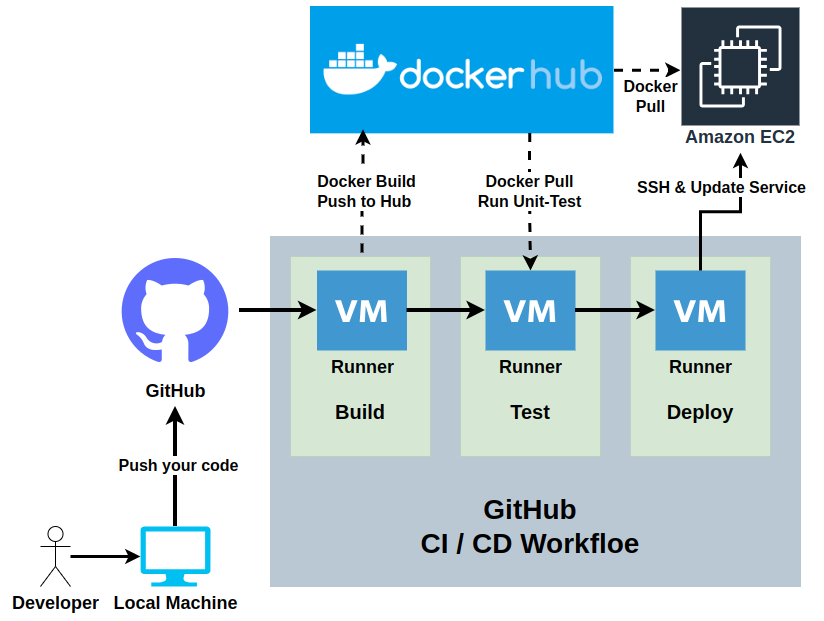 docker hub
Docker
Pull
Amazon EC2
Docker Build
Push to Hub
Docker Pull
Run Unit-Test
SSH & Update Service
VM
VM
VM
Runner
Runner
Runner
Build
Test
Deploy
GitHub
Push your code
GitHub
CI / CD Workfloe
Developer
Local Machine